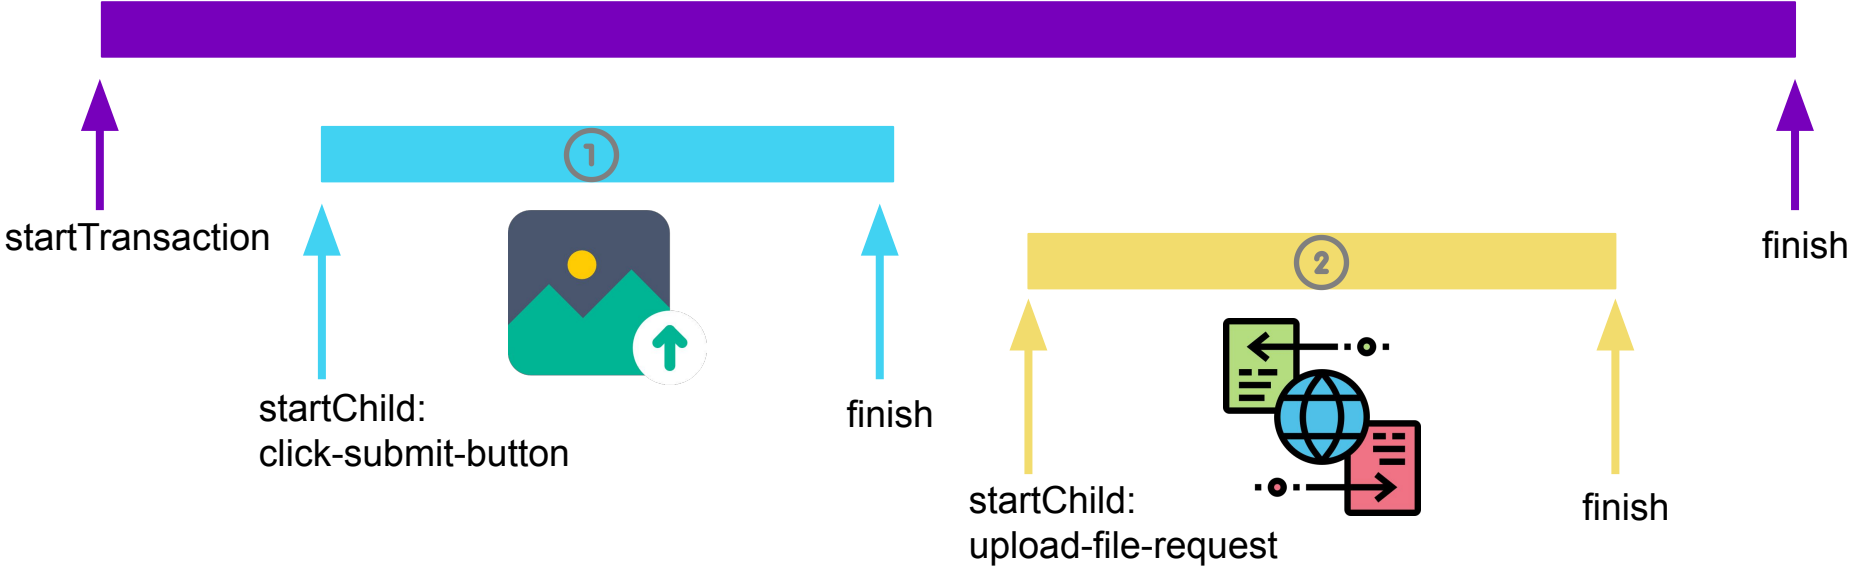 1
startTransaction
finish
2
startChild:
click-submit-button
finish
startChild:
upload-file-request
finish